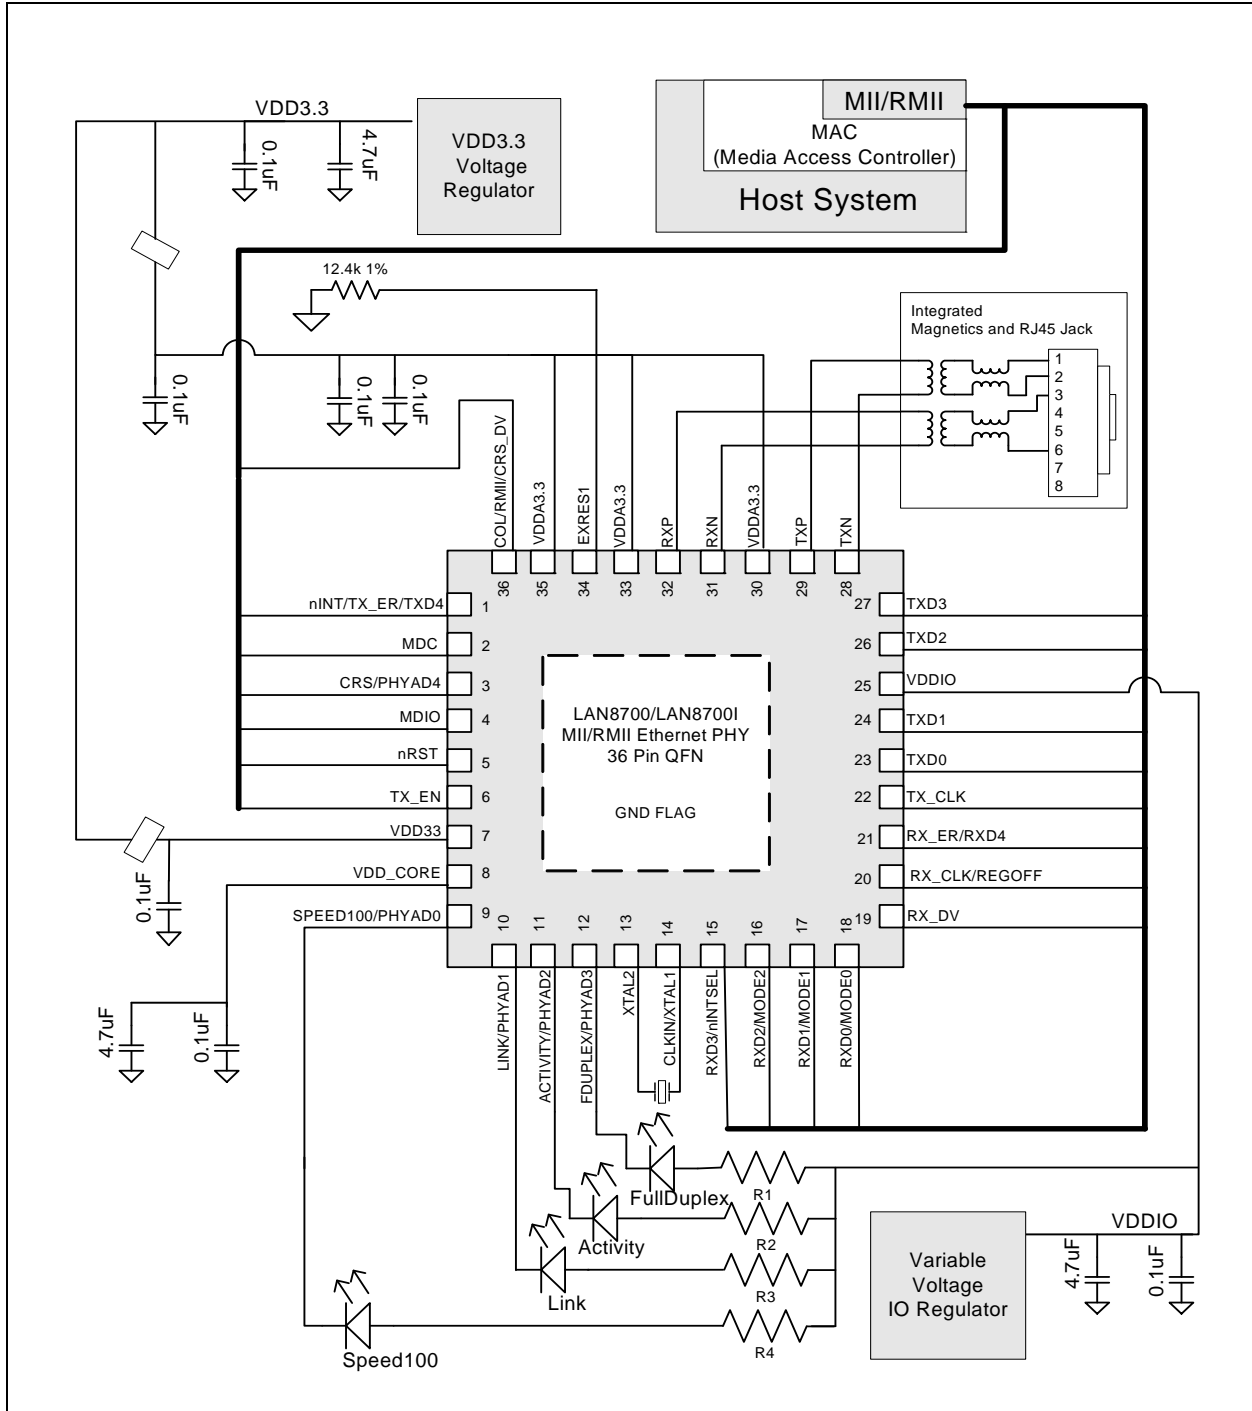 VDD3.3
0.1uF
4.7uF
VDD3.3
Voltage
Regulator
MII/RMII
MAC
(Media Access Controller)
Host System
12.4k 1%
0.1uF
0.1uF
0.1uF
Integrated
Magnetics and RJ45 Jack
1
2
3
4
5
6
7
8
COL/RMII/CRS_DV
VDDA3.3
EXRES1
VDDA3.3
RXP
RXN
VDDA3.3
TXP
TXN
36
35
34
33
32
31
30
29
28
nINT/TX_ER/TXD4
1
MDC
2
CRS/PHYAD4
3
MDIO
4
nRST
5
TX_EN
6
VDD33
7
VDD_CORE
8
SPEED100/PHYAD0
9
LAN8700/LAN8700I
MII/RMII Ethernet PHY
36 Pin QFN
GND FLAG
27
TXD3
26
TXD2
25
VDDIO
24
TXD1
23
TXD0
22
TX_CLK
21
RX_ER/RXD4
20
RX_CLK/REGOFF
19
RX_DV
0.1uF
4.7uF
0.1uF
10
11
12
13
14
15
16
17
18
LINK/PHYAD1
ACTIVITY/PHYAD2
FDUPLEX/PHYAD3
XTAL2
CLKIN/XTAL1
RXD3/nINTSEL
RXD2/MODE2
RXD1/MODE1
RXD0/MODE0
FullDuplex
R1
Activity
R2
Link
R3
Speed100
R4
Variable
Voltage
IO Regulator
VDDIO
4.7uF
0.1uF